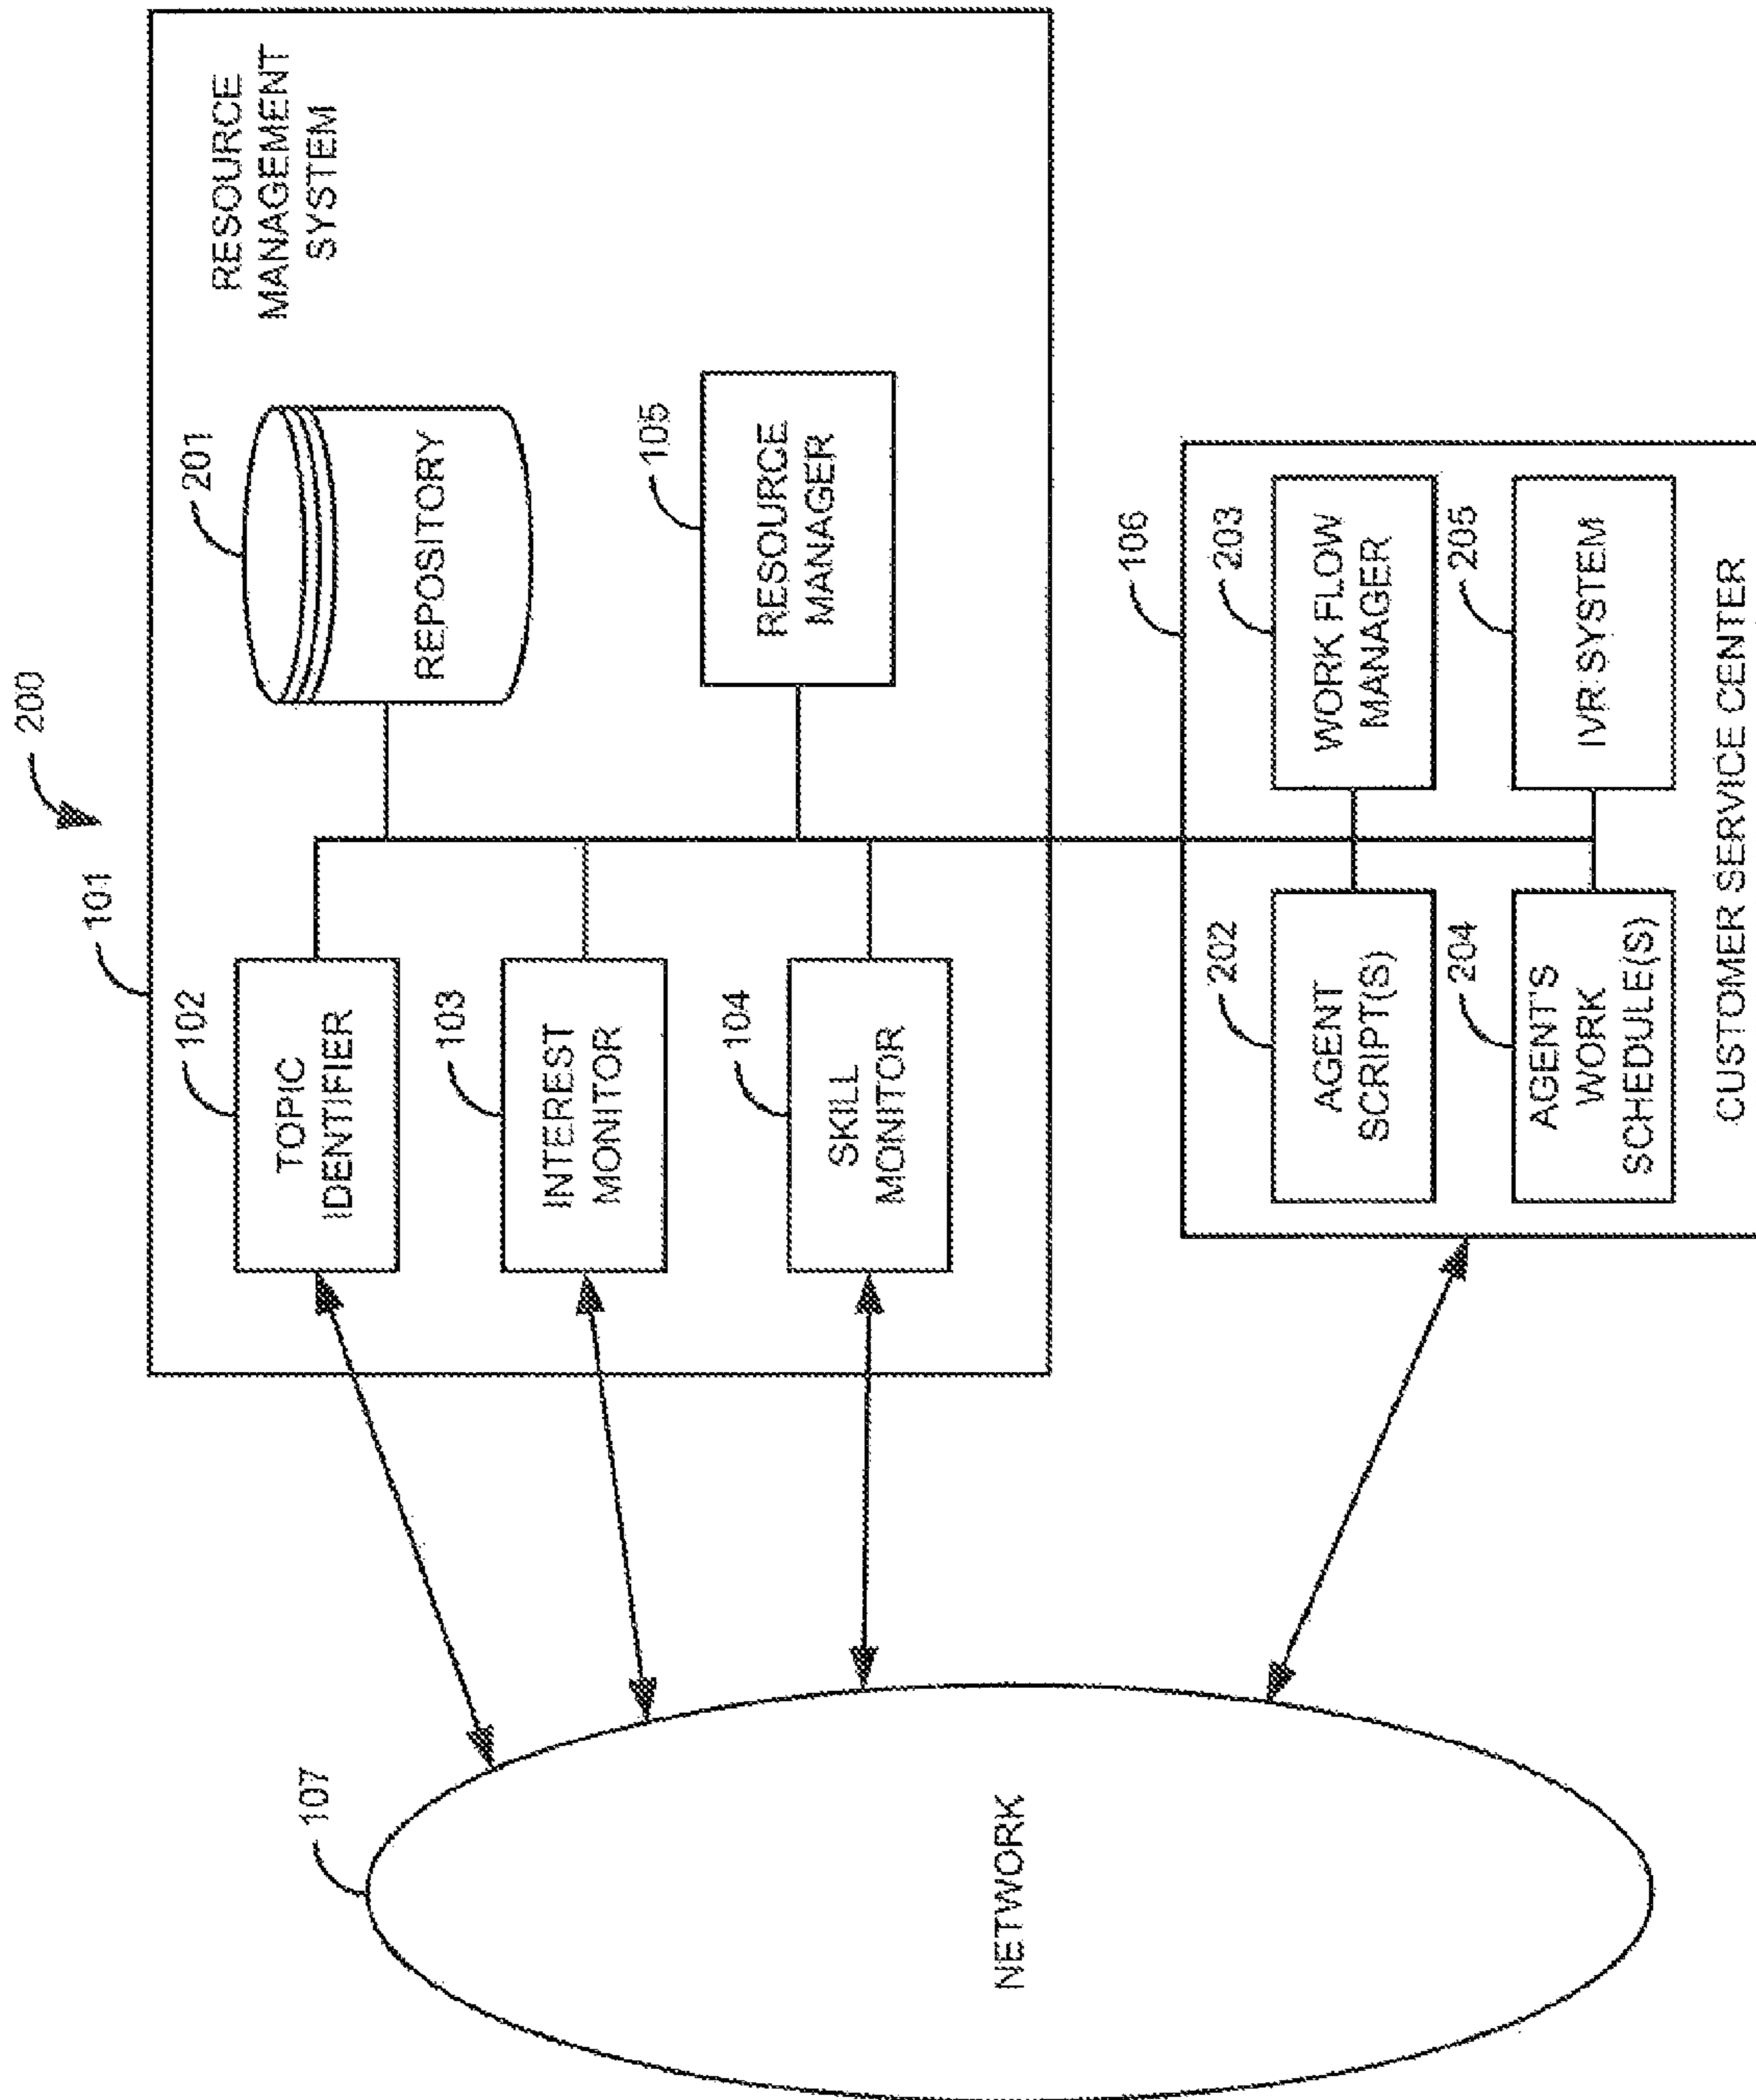 200
101
RESOURCE
MANAGEMENT
SYSTEM
102
TOPIC
IDENTIFIER
201
REPOSITORY
103
INTEREST
MONITOR
104
SKILL
MONITOR
105
RESOURCE
MANAGER
107
NETWORK
106
202
AGENT
SCRIPT(S)
203
WORK FLOW
MANAGER
204
AGENT'S
WORK
SCHEDULE(S)
205
IVR SYSTEM
CUSTOMER SERVICE CENTER